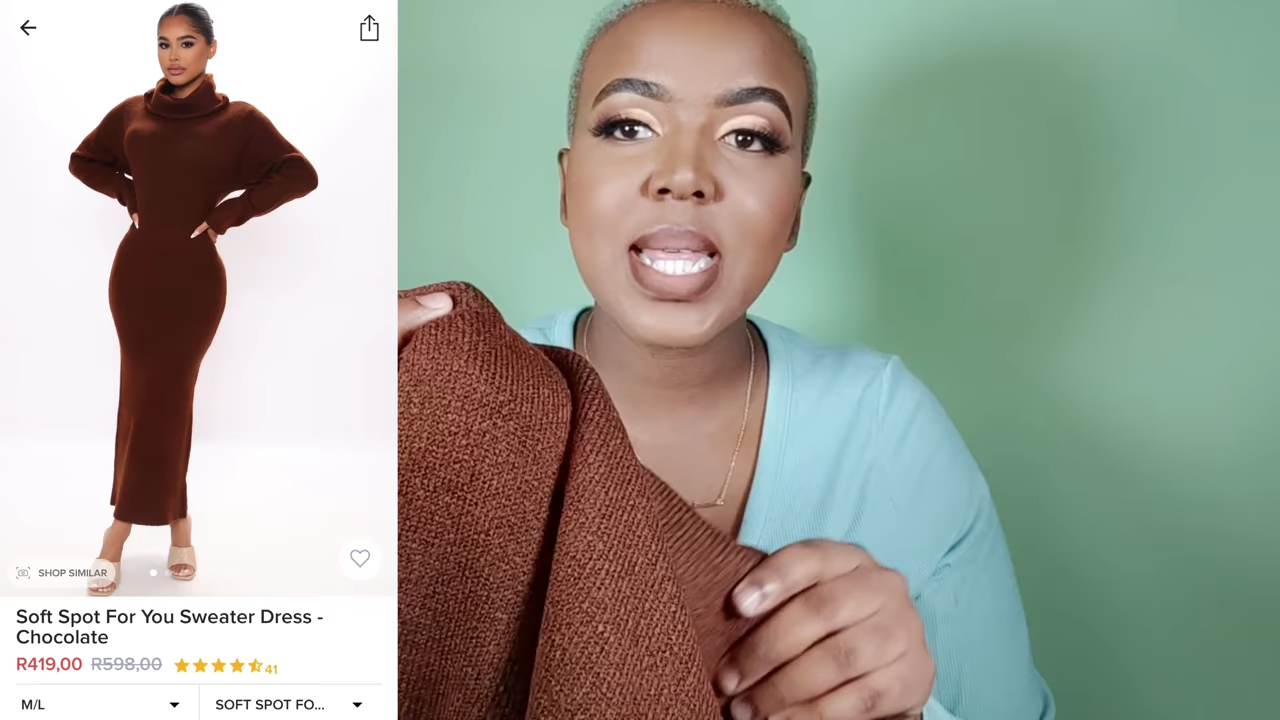 SHOP SIMILAR
Soft Spot For You Sweater Dress -
Chocolate
R419,00 R598,00 41
M/L SOFT SPOT FO...